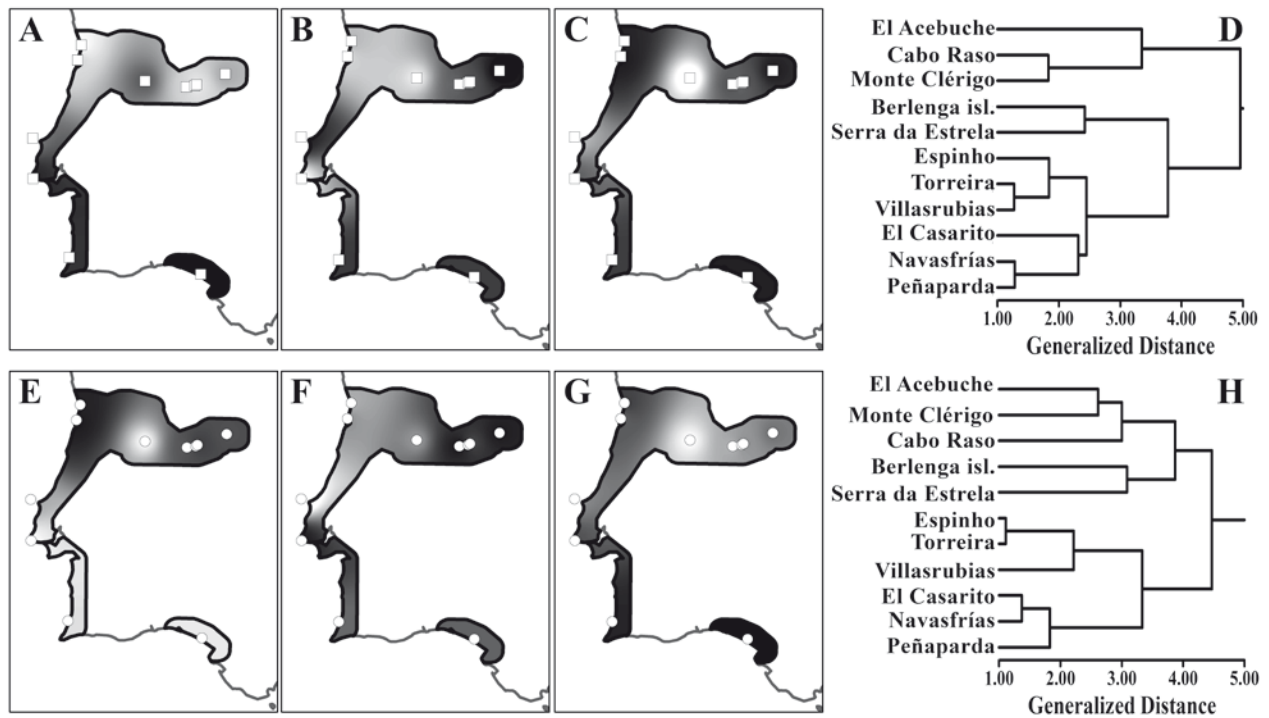 A
B
C
D
El Acebuche
Cabo Raso
Monte Clérigo
Berlenga isl.
Serra da Estrela
Espinho
Torreira
Villasrubias
El Casarito
Navasfrías
Peñaparda
1.00 2.00 3.00 4.00 5.00
Generalized Distance
E
F
G
H
El Acebuche
Monte Clérigo
Cabo Raso
Berlenga isl.
Serra da Estrela
Espinho
Torreira
Villasrubias
El Casarito
Navasfrías
Peñaparda
1.00 2.00 3.00 4.00 5.00
Generalized Distance